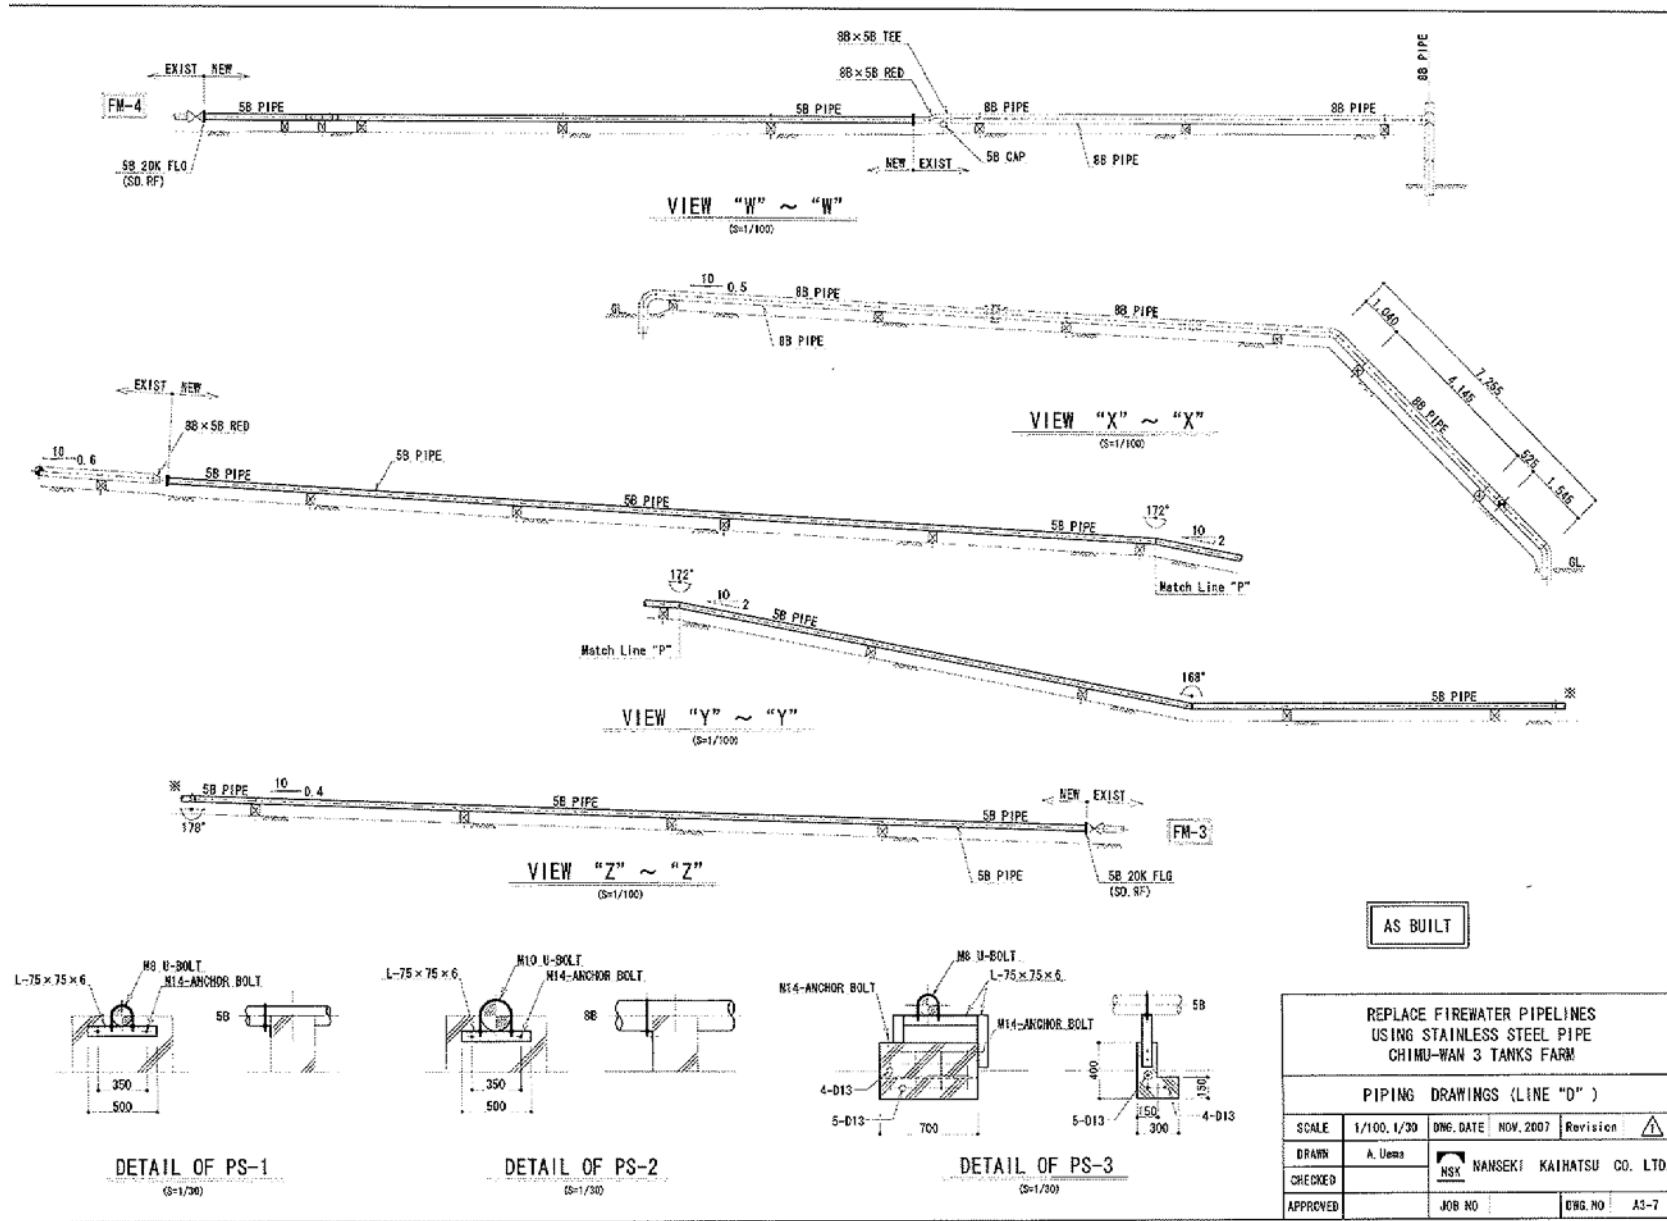 8B×5B TEE
8B PIPE
EXIST NEW
8B×5B RED
FM-4
5B PIPE
5B PIPE
8B PIPE
8B PIPE
5B 20K FLG
(SO.RF)
NEW EXIST
5B CAP
8B PIPE
VIEW "W" ~ "W"
(S=1/100)
10
0.5
8B PIPE
8B PIPE
GL
8B PIPE
1,040
7,255
4,145
8B PIPE
525
1,545
GL
VIEW "X" ~ "X"
(S=1/100)
EXIST NEW
8B×5B RED
10
0.6
5B PIPE
5B PIPE
5B PIPE
5B PIPE
172°
10
2
Match Line "P"
172°
10
2
5B PIPE
Match Line "P"
168°
5B PIPE
※
VIEW "Y" ~ "Y"
(S=1/100)
※
5B PIPE
10
0.4
5B PIPE
5B PIPE
NEW EXIST
FM-3
178°
5B PIPE
5B 20K FLG
(SO.RF)
VIEW "Z" ~ "Z"
(S=1/100)
AS BUILT
M8 U-BOLT
L-75×75×6
M14-ANCHOR BOLT
5B
350
500
DETAIL OF PS-1
(S=1/30)
M10 U-BOLT
L-75×75×6
M14-ANCHOR BOLT
8B
350
500
DETAIL OF PS-2
(S=1/30)
M8 U-BOLT
L-75×75×6
M14-ANCHOR BOLT
M14-ANCHOR BOLT
4-D13
5-D13
700
5B
400
150
5-D13
150
4-D13
300
DETAIL OF PS-3
(S=1/30)
REPLACE FIREWATER PIPELINES
USING STAINLESS STEEL PIPE
CHIMU-WAN 3 TANKS FARM
PIPING DRAWINGS (LINE "D" )
SCALE 1/100, 1/30 DWG.DATE NOV.2007 Revision 1
DRAWN A.Uema
NSK NANSEKI KAIHATSU CO. LTD
CHECKED
APPROVED JOB NO DWG.NO A3-7